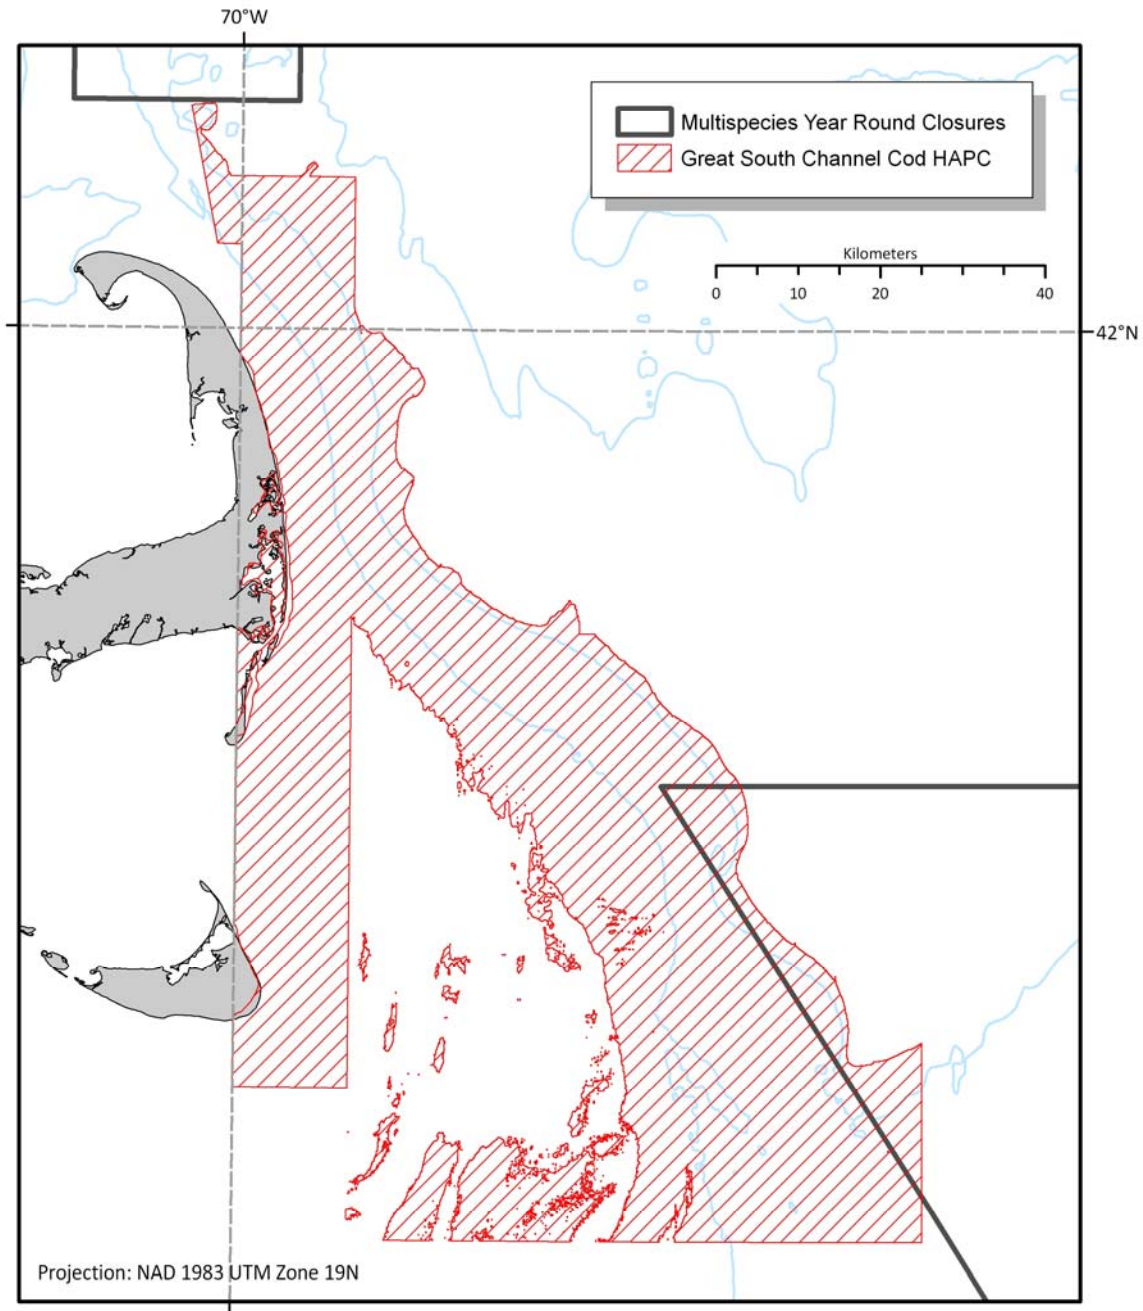 70°W
Multispecies Year Round Closures
Great South Channel Cod HAPC
Kilometers
0 10 20 40
42°N
Projection: NAD 1983 UTM Zone 19N